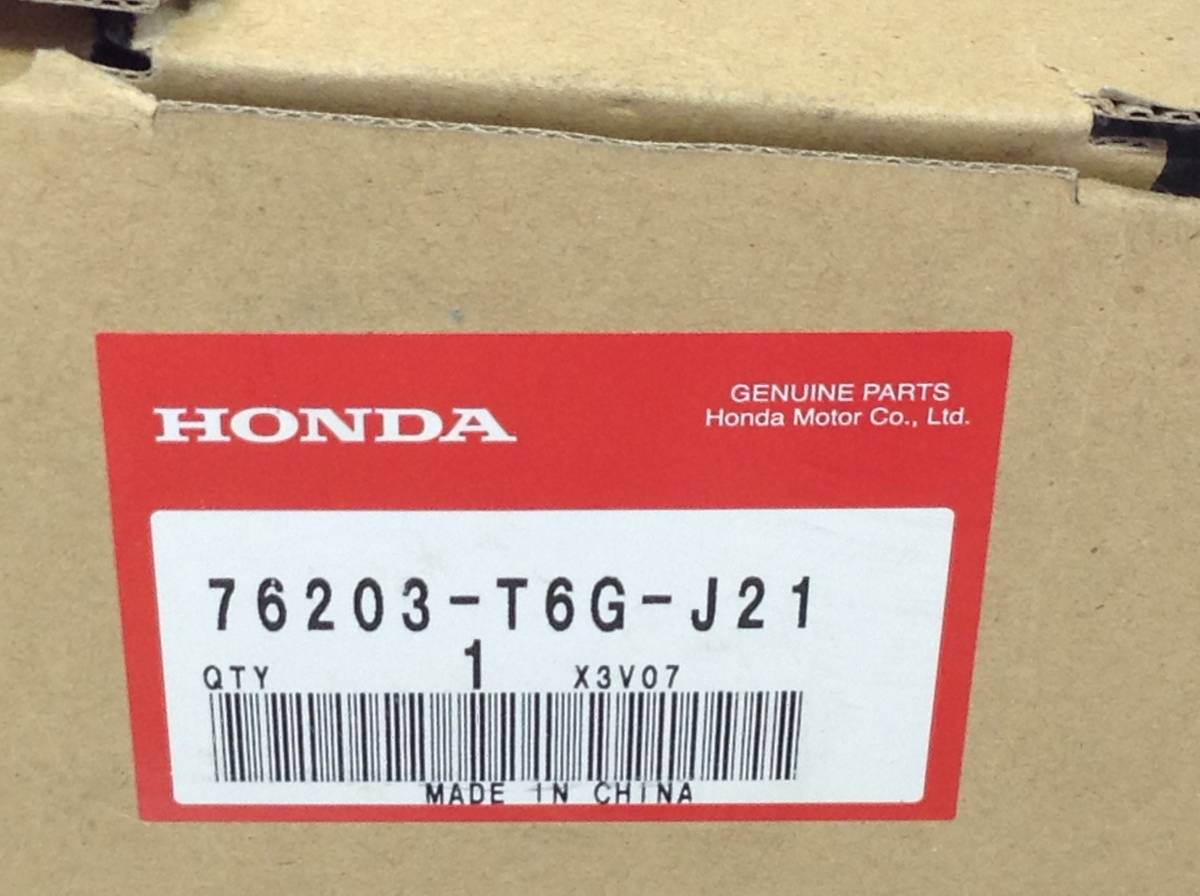 HONDA
GENUINE PARTS
Honda Motor Co., Ltd.
76203-T6G-J21
QTY 1 X3V07
MADE IN CHINA